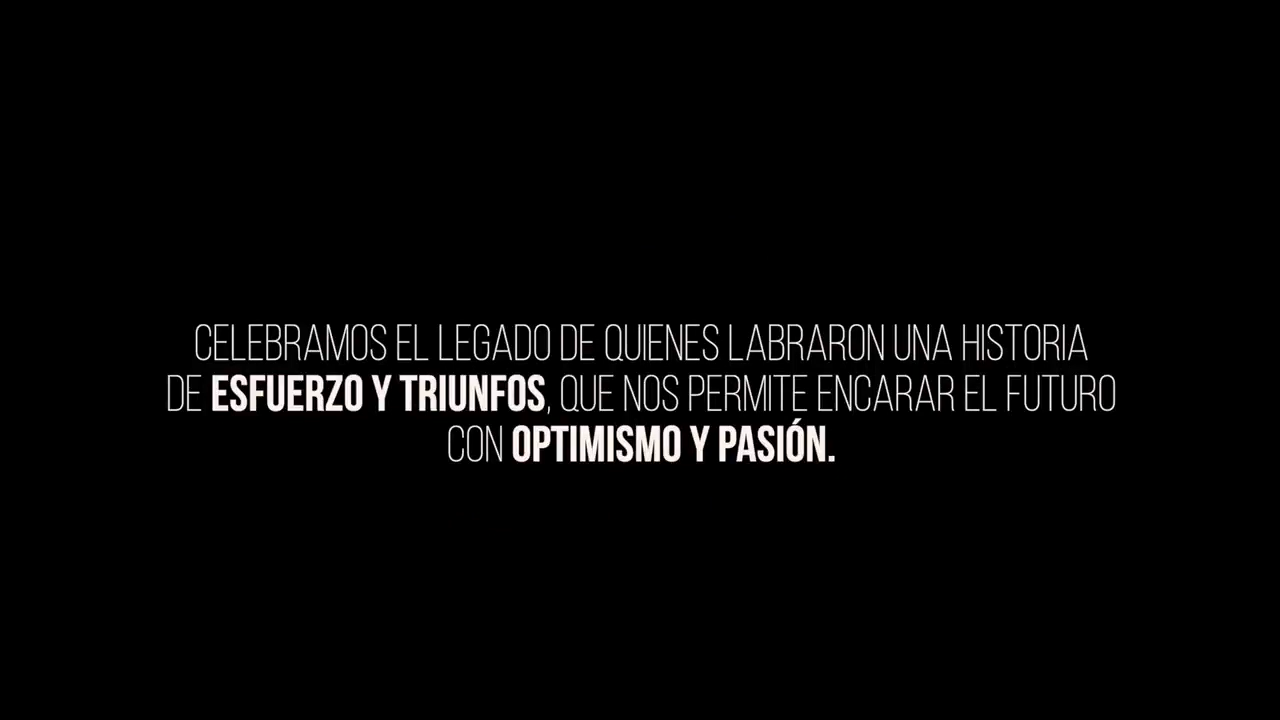 CELEBRAMOS EL LEGADO DE QUIENES LABRARON UNA HISTORIA
DE ESFUERZO Y TRIUNFOS, QUE NOS PERMITE ENCARAR EL FUTURO
CON OPTIMISMO Y PASIÓN.